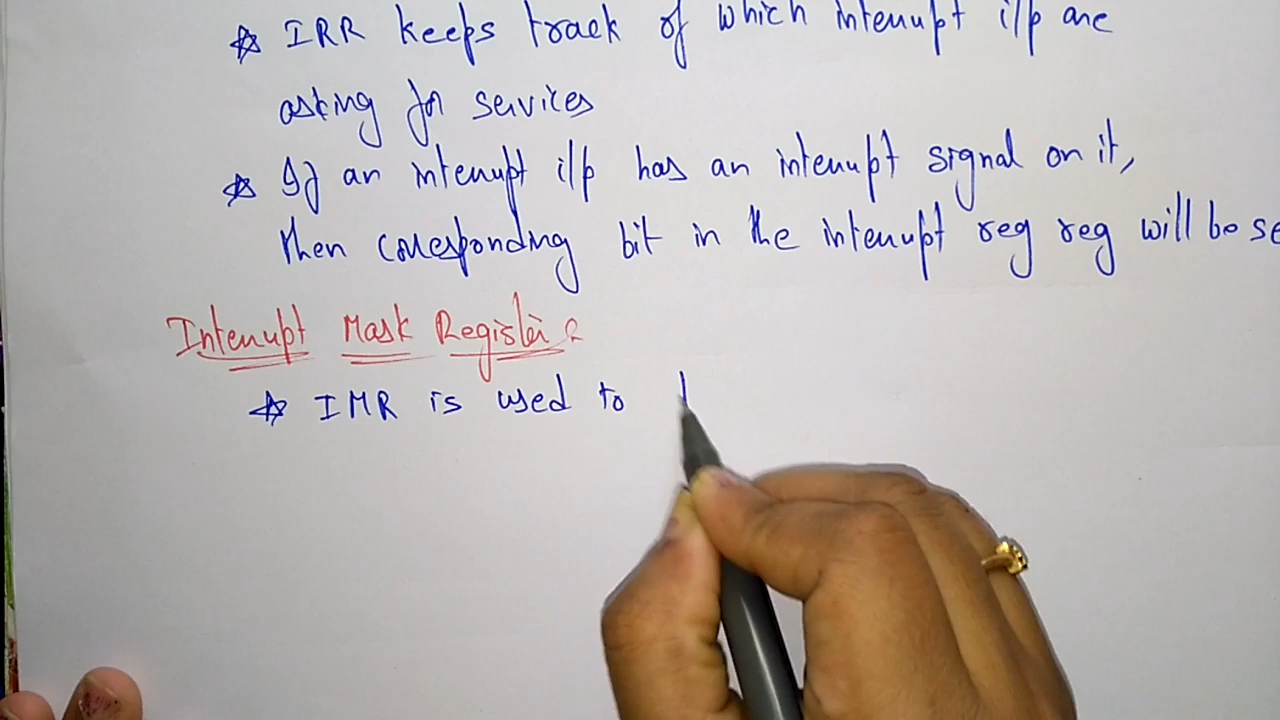 ☆ IRR keeps track of which interrupt i/p are
asking for services
☆ If an interrupt i/p has an interrupt signal on it,
then corresponding bit in the interrupt reg reg will be se
Interrupt Mask Register :
☆ IMR is used to